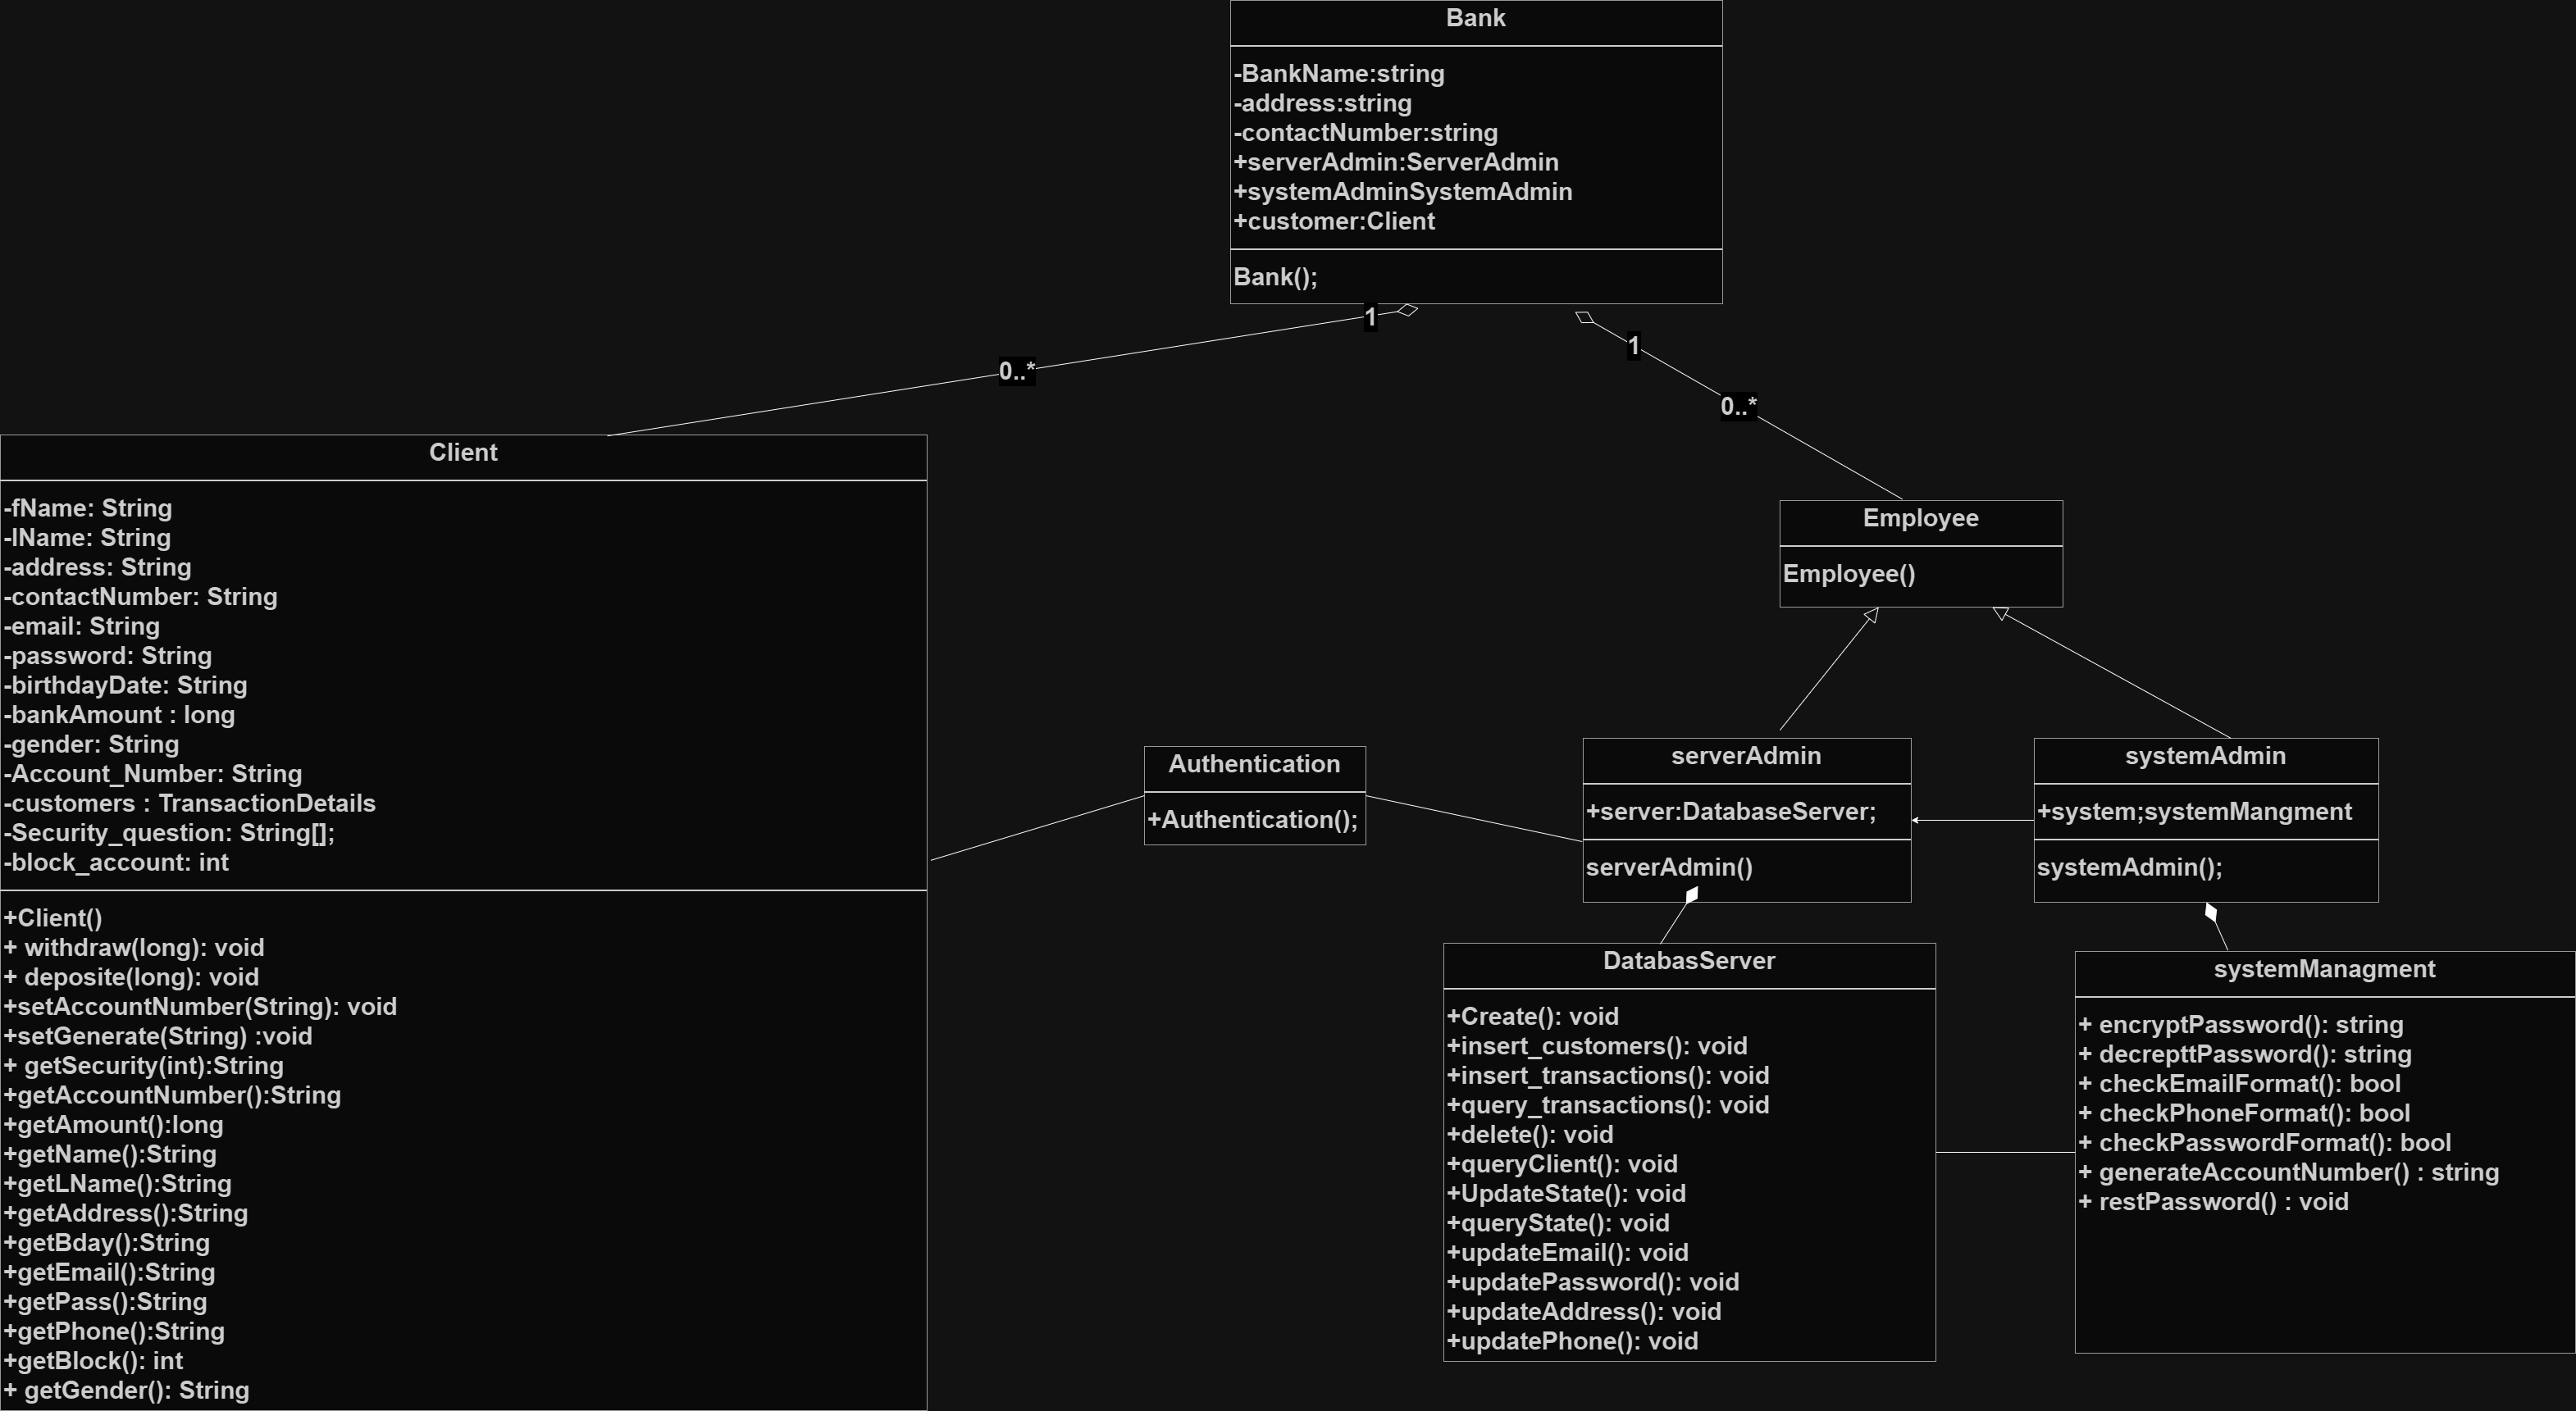 Bank
-BankName:string
-address:string
-contactNumber:string
+serverAdmin:ServerAdmin
+systemAdminSystemAdmin
+customer:Client
Bank();
1
0..*
1
0..*
Client
-fName: String
-lName: String
-address: String
-contactNumber: String
-email: String
-password: String
-birthdayDate: String
-bankAmount : long
-gender: String
-Account_Number: String
-customers : TransactionDetails
-Security_question: String[];
-block_account: int
+Client()
+ withdraw(long): void
+ deposite(long): void
+setAccountNumber(String): void
+setGenerate(String) :void
+ getSecurity(int):String
+getAccountNumber():String
+getAmount():long
+getName():String
+getLName():String
+getAddress():String
+getBday():String
+getEmail():String
+getPass():String
+getPhone():String
+getBlock(): int
+ getGender(): String
Employee
Employee()
Authentication
+Authentication();
serverAdmin
+server:DatabaseServer;
serverAdmin()
systemAdmin
+system;systemMangment
systemAdmin();
DatabasServer
+Create(): void
+insert_customers(): void
+insert_transactions(): void
+query_transactions(): void
+delete(): void
+queryClient(): void
+UpdateState(): void
+queryState(): void
+updateEmail(): void
+updatePassword(): void
+updateAddress(): void
+updatePhone(): void
systemManagment
+ encryptPassword(): string
+ decrepttPassword(): string
+ checkEmailFormat(): bool
+ checkPhoneFormat(): bool
+ checkPasswordFormat(): bool
+ generateAccountNumber() : string
+ restPassword() : void